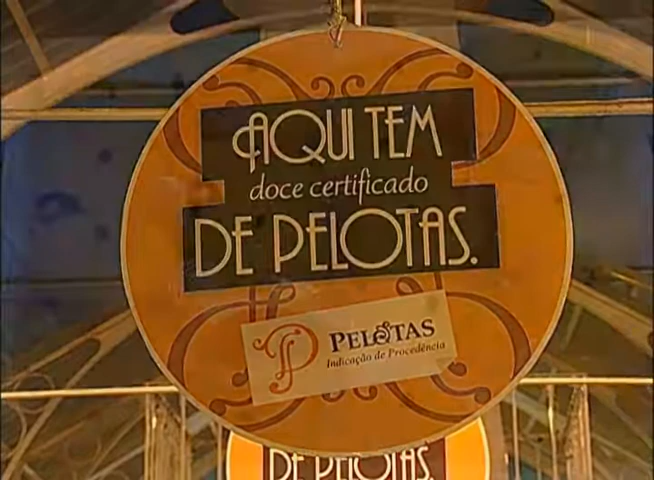 AQUI TEM
doce certificado
DE PELOTAS.
PELOTAS
Indicação de Procedência
DE PELOTAS.